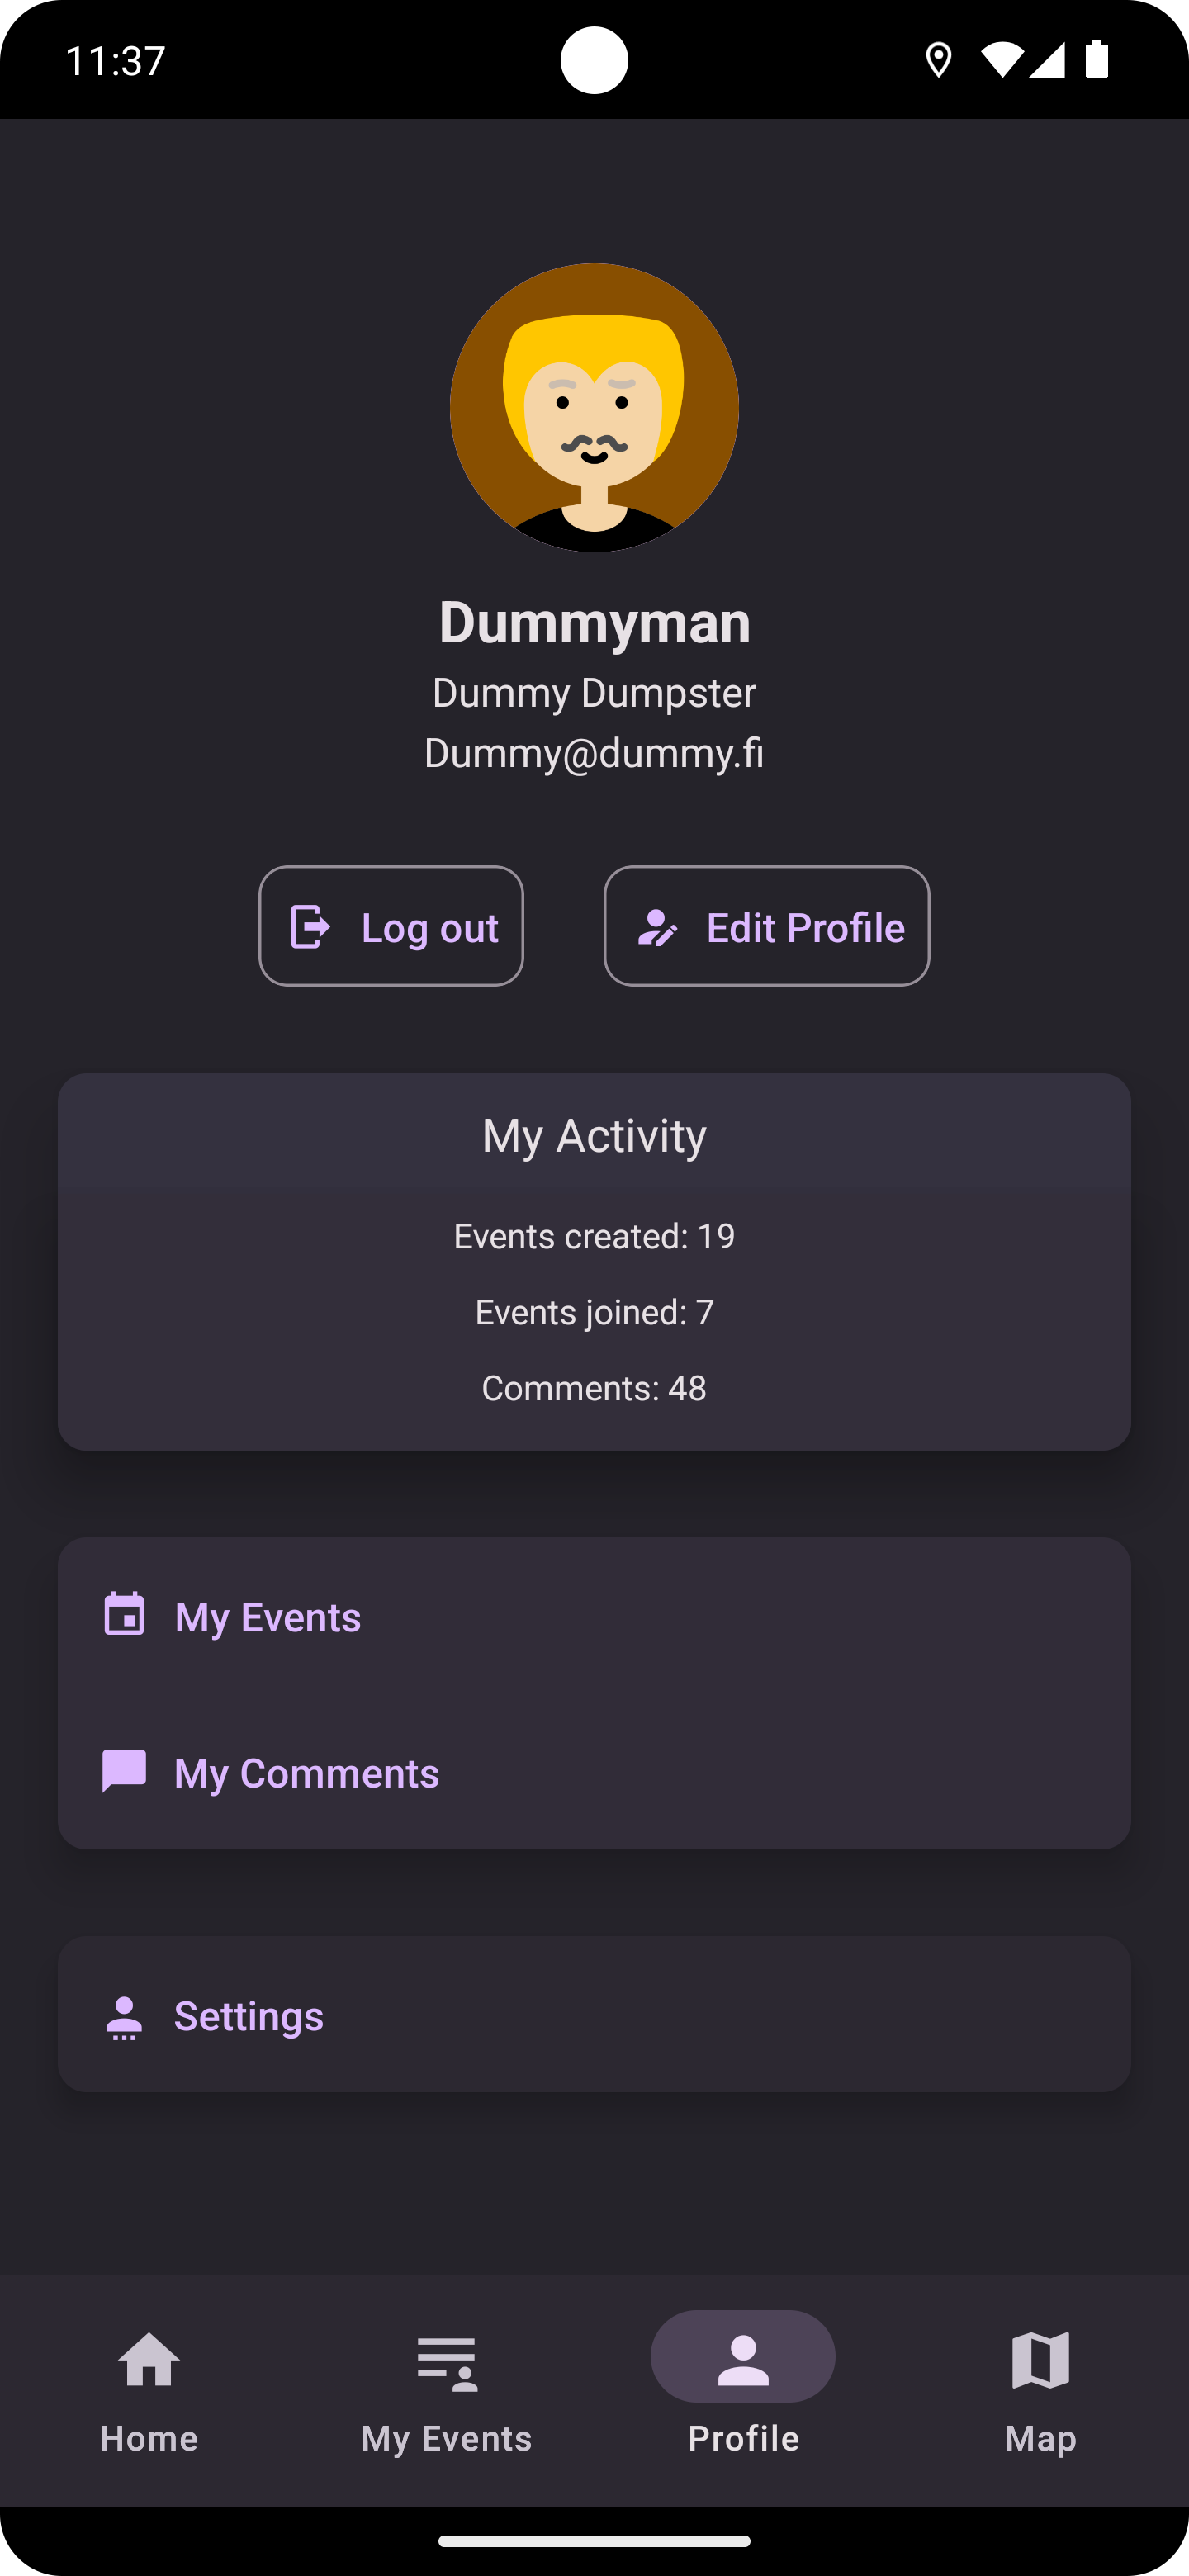 11:37
Dummyman
Dummy Dumpster
Dummy@dummy.fi
Log out
Edit Profile
My Activity
Events created: 19
Events joined: 7
Comments: 48
My Events
My Comments
Settings
Home
My Events
Profile
Map